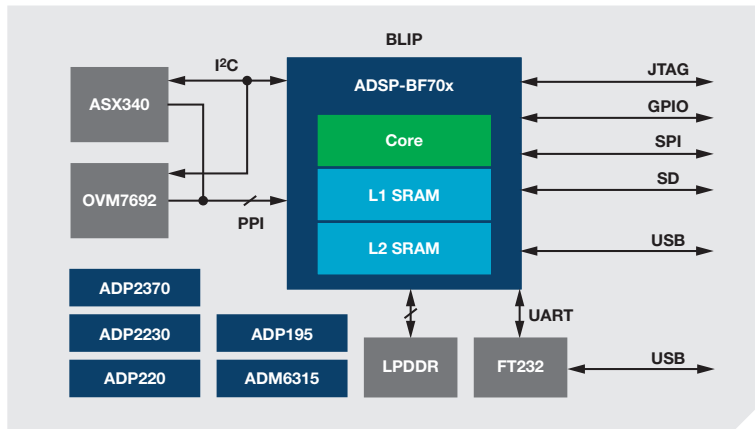 BLIP
I²C
ADSP-BF70x
JTAG
ASX340
GPIO
Core
SPI
SD
OVM7692
L1 SRAM
PPI
L2 SRAM
USB
ADP2370
UART
ADP2230
ADP195
LPDDR
FT232
USB
ADP220
ADM6315